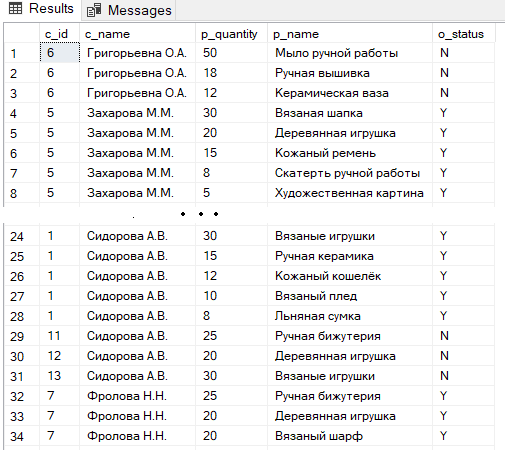 Results Messages
c_id c_name p_quantity p_name o_status
1 6 Григорьевна О.А. 50 Мыло ручной работы N
2 6 Григорьевна О.А. 18 Ручная вышивка N
3 6 Григорьевна О.А. 12 Керамическая ваза N
4 5 Захарова М.М. 30 Вязаная шапка Y
5 5 Захарова М.М. 20 Деревянная игрушка Y
6 5 Захарова М.М. 15 Кожаный ремень Y
7 5 Захарова М.М. 8 Скатерть ручной работы Y
8 5 Захарова М.М. 5 Художественная картина Y
• • •
24 1 Сидорова А.В. 30 Вязаные игрушки Y
25 1 Сидорова А.В. 15 Ручная керамика Y
26 1 Сидорова А.В. 12 Кожаный кошелёк Y
27 1 Сидорова А.В. 10 Вязаный плед Y
28 1 Сидорова А.В. 8 Льняная сумка Y
29 11 Сидорова А.В. 25 Ручная бижутерия N
30 12 Сидорова А.В. 20 Деревянная игрушка N
31 13 Сидорова А.В. 30 Вязаные игрушки N
32 7 Фролова Н.Н. 25 Ручная бижутерия Y
33 7 Фролова Н.Н. 20 Деревянная игрушка Y
34 7 Фролова Н.Н. 20 Вязаный шарф Y